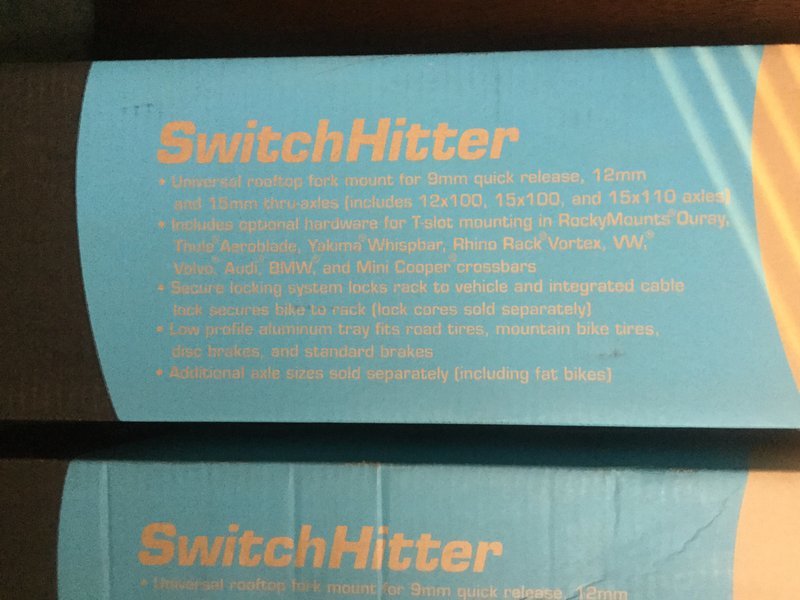 SwitchHitter
• Universal rooftop fork mount for 9mm quick release, 12mm
and 15mm thru-axles (includes 12x100, 15x100, and 15x110 axles)
• Includes optional hardware for T-slot mounting in RockyMounts® Ouray,
Thule® Aeroblade, Yakima® Whispbar, Rhino Rack® Vortex, VW,®
Volvo,® Audi,® BMW,® and Mini Cooper® crossbars
• Secure locking system locks rack to vehicle and integrated cable
lock secures bike to rack (lock cores sold separately)
• Low profile aluminum tray fits road tires, mountain bike tires,
disc brakes, and standard brakes
• Additional axle sizes sold separately (including fat bikes)
SwitchHitter
• Universal rooftop fork mount for 9mm quick release, 12mm